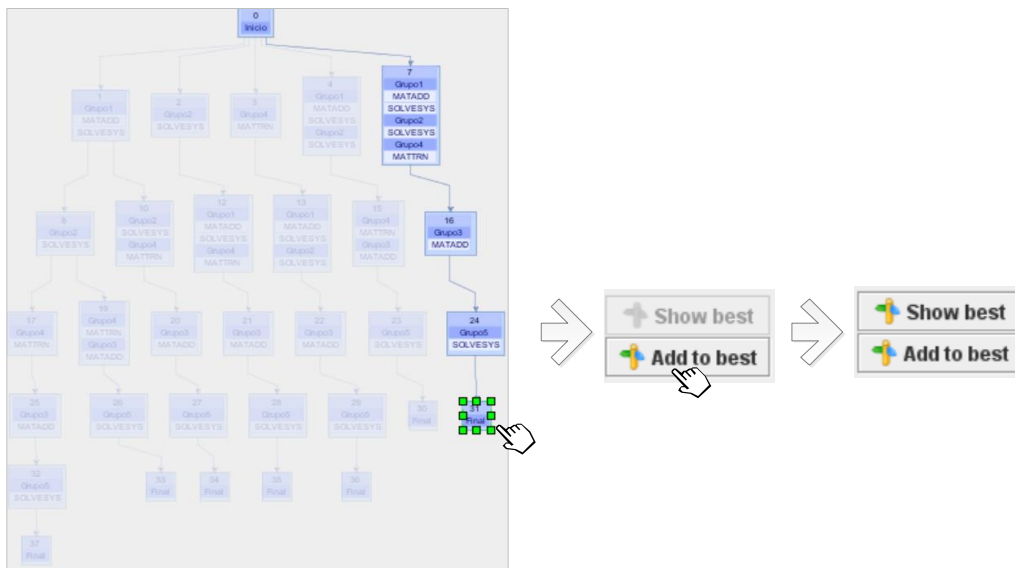 0
Inicio
7
Grupo1
MATADD
SOLVESYS
Grupo2
SOLVESYS
Grupo4
MATTRN
1
Grupo1
MATADD
SOLVESYS
2
Grupo2
SOLVESYS
3
Grupo4
MATTRN
4
Grupo1
MATADD
SOLVESYS
Grupo2
SOLVESYS
8
Grupo2
SOLVESYS
10
Grupo2
SOLVESYS
Grupo4
MATTRN
12
Grupo1
MATADD
SOLVESYS
Grupo4
MATTRN
13
Grupo1
MATADD
SOLVESYS
Grupo2
SOLVESYS
15
Grupo4
MATTRN
Grupo3
MATADD
16
Grupo3
MATADD
17
Grupo4
MATTRN
Grupo4
MATTRN
Grupo3
MATADD
20
Grupo3
MATADD
21
Grupo3
MATADD
22
Grupo3
MATADD
23
Grupo5
SOLVESYS
24
Grupo5
SOLVESYS
25
Grupo3
MATADD
26
Grupo5
SOLVESYS
27
Grupo5
SOLVESYS
28
Grupo5
SOLVESYS
29
Grupo5
SOLVESYS
30
Final
31
Final
32
Grupo5
SOLVESYS
33
Final
34
Final
35
Final
36
Final
37
Final
Show best
Add to best
Show best
Add to best